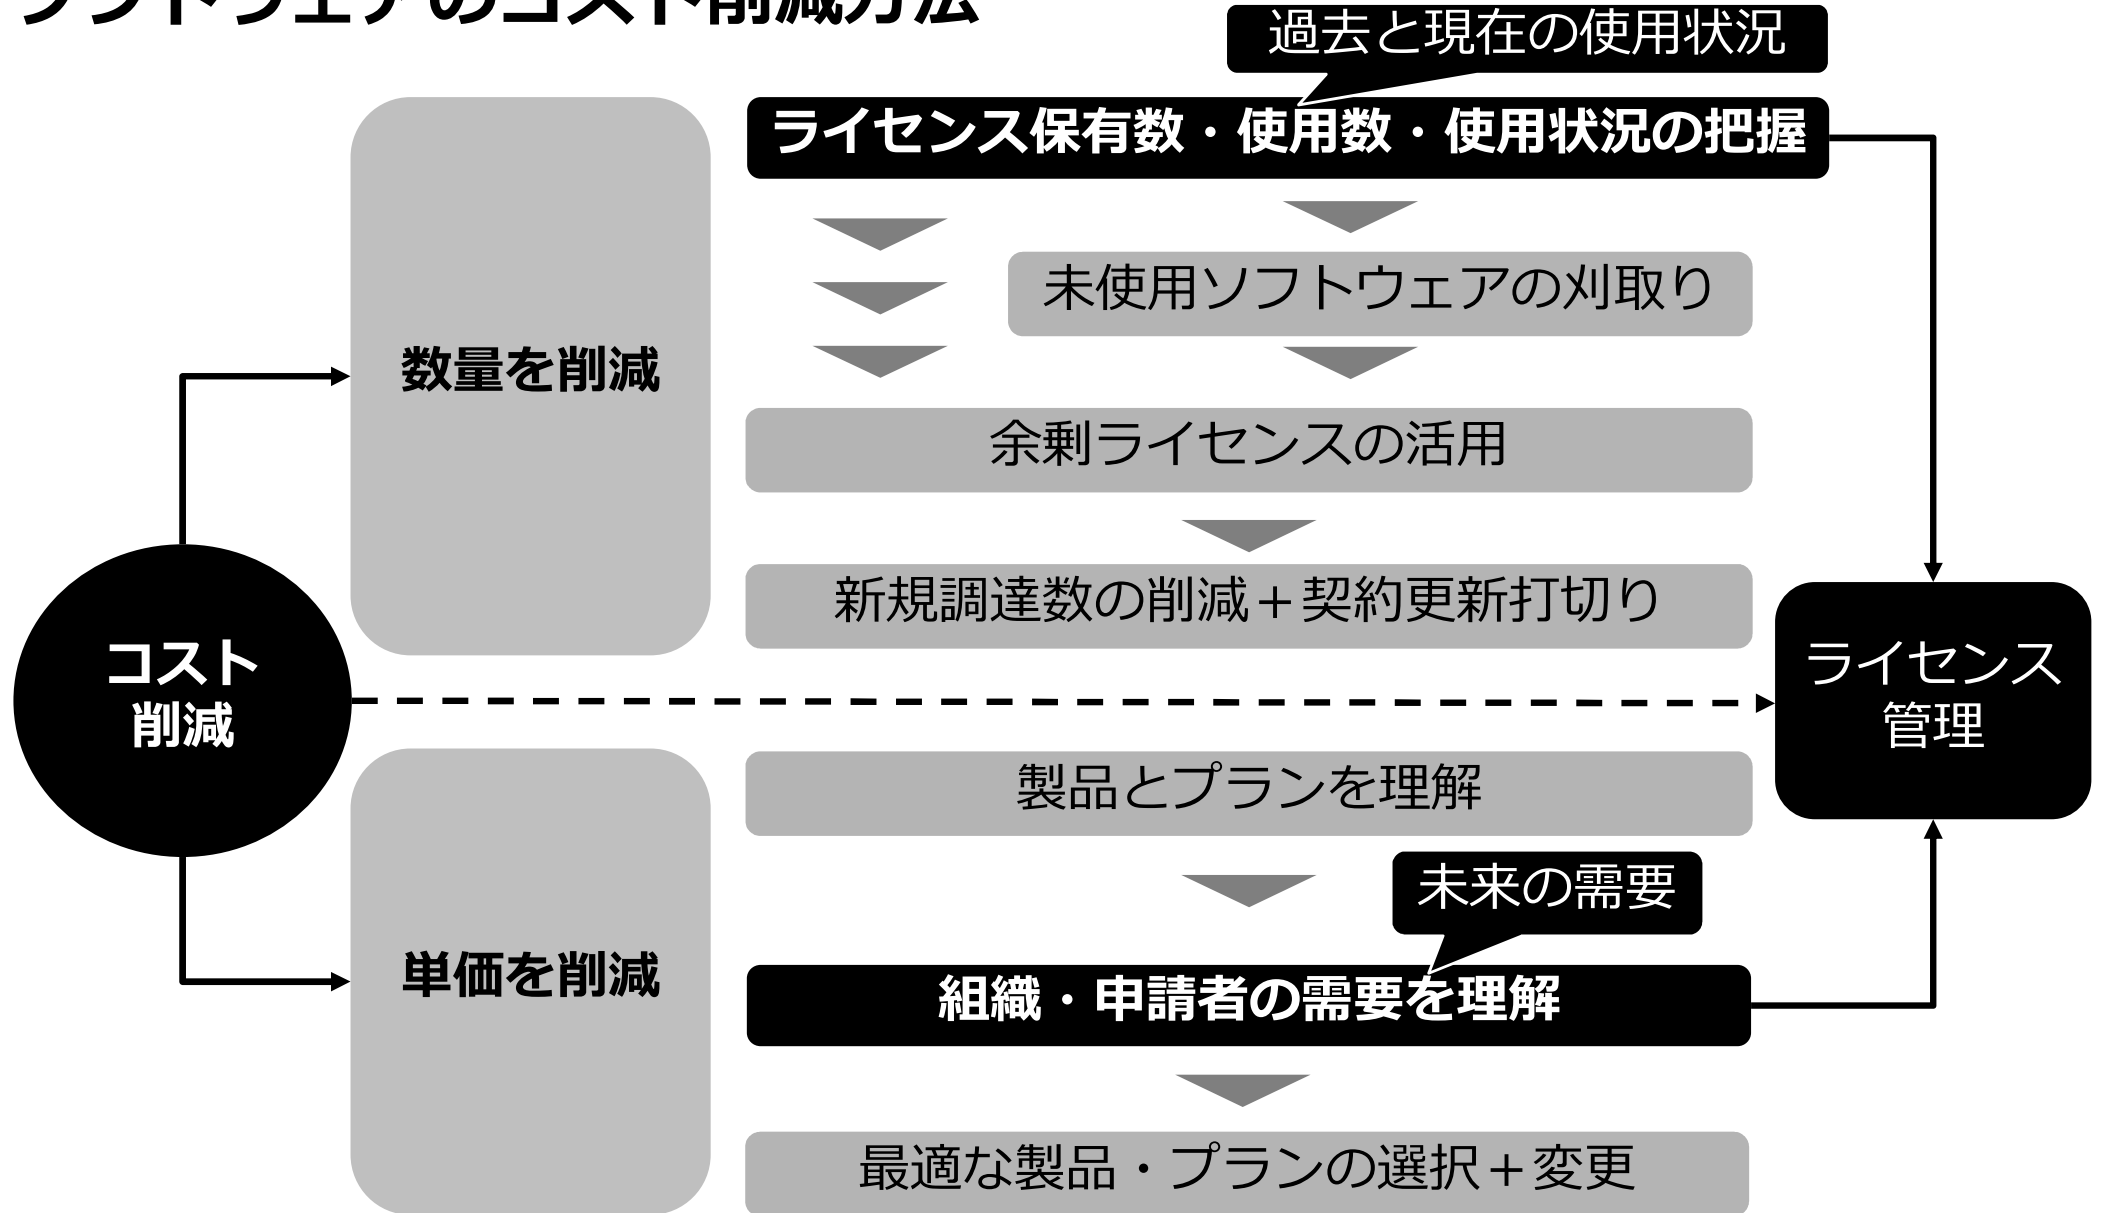 ソフトウェアのコスト削減方法
過去と現在の使用状況
ライセンス保有数・使用数・使用状況の把握
未使用ソフトウェアの刈取り
数量を削減
余剰ライセンスの活用
新規調達数の削減＋契約更新打切り
コスト
削減
ライセンス
管理
製品とプランを理解
未来の需要
単価を削減
組織・申請者の需要を理解
最適な製品・プランの選択＋変更